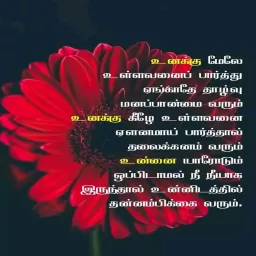 உனக்கு மேலே
உள்ளவனைப் பார்த்து
ஏங்காதே தாழ்வு
மனப்பான்மை வரும்
உனக்கு கீழே உள்ளவனை
ஏளனமாய் பார்த்தால்
தலைக்கனம் வரும்
உன்னை யாரோடும்
ஒப்பிடாமல் நீ நீயாக
இருந்தால் உன்னிடத்தில்
தன்னம்பிக்கை வரும்.